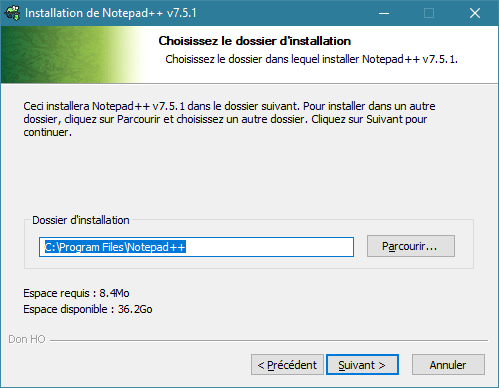 Installation de Notepad++ v7.5.1
Choisissez le dossier d'installation
Choisissez le dossier dans lequel installer Notepad++ v7.5.1.
Ceci installera Notepad++ v7.5.1 dans le dossier suivant. Pour installer dans un autre
dossier, cliquez sur Parcourir et choisissez un autre dossier. Cliquez sur Suivant pour
continuer.
Dossier d'installation
C:\Program Files\Notepad++
Parcourir...
Espace requis : 8.4Mo
Espace disponible : 36.2Go
Don HO
< Précédent
Suivant >
Annuler